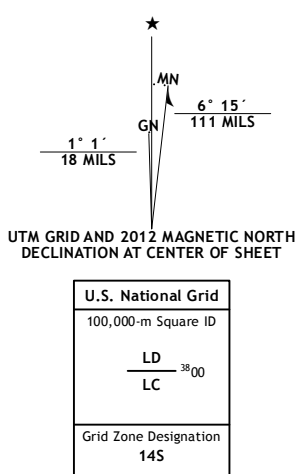 ★
MN
GN
6° 15´
111 MILS
1° 1´
18 MILS
UTM GRID AND 2012 MAGNETIC NORTH
DECLINATION AT CENTER OF SHEET
U.S. National Grid
100,000-m Square ID
LD
3800
LC
Grid Zone Designation
14S